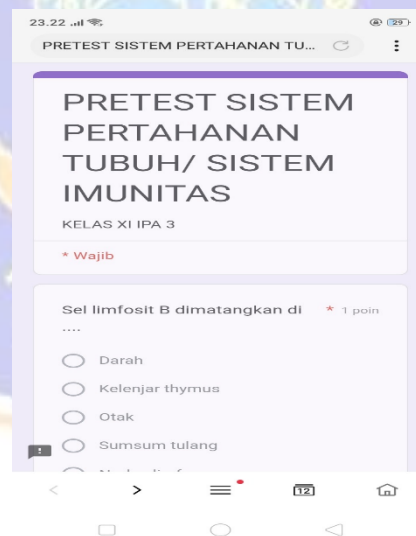 23.22
29
PRETEST SISTEM PERTAHANAN TU...
PRETEST SISTEM
PERTAHANAN
TUBUH/ SISTEM
IMUNITAS
KELAS XI IPA 3
* Wajib
Sel limfosit B dimatangkan di * 1 poin
....
Darah
Kelenjar thymus
Otak
Sumsum tulang
12